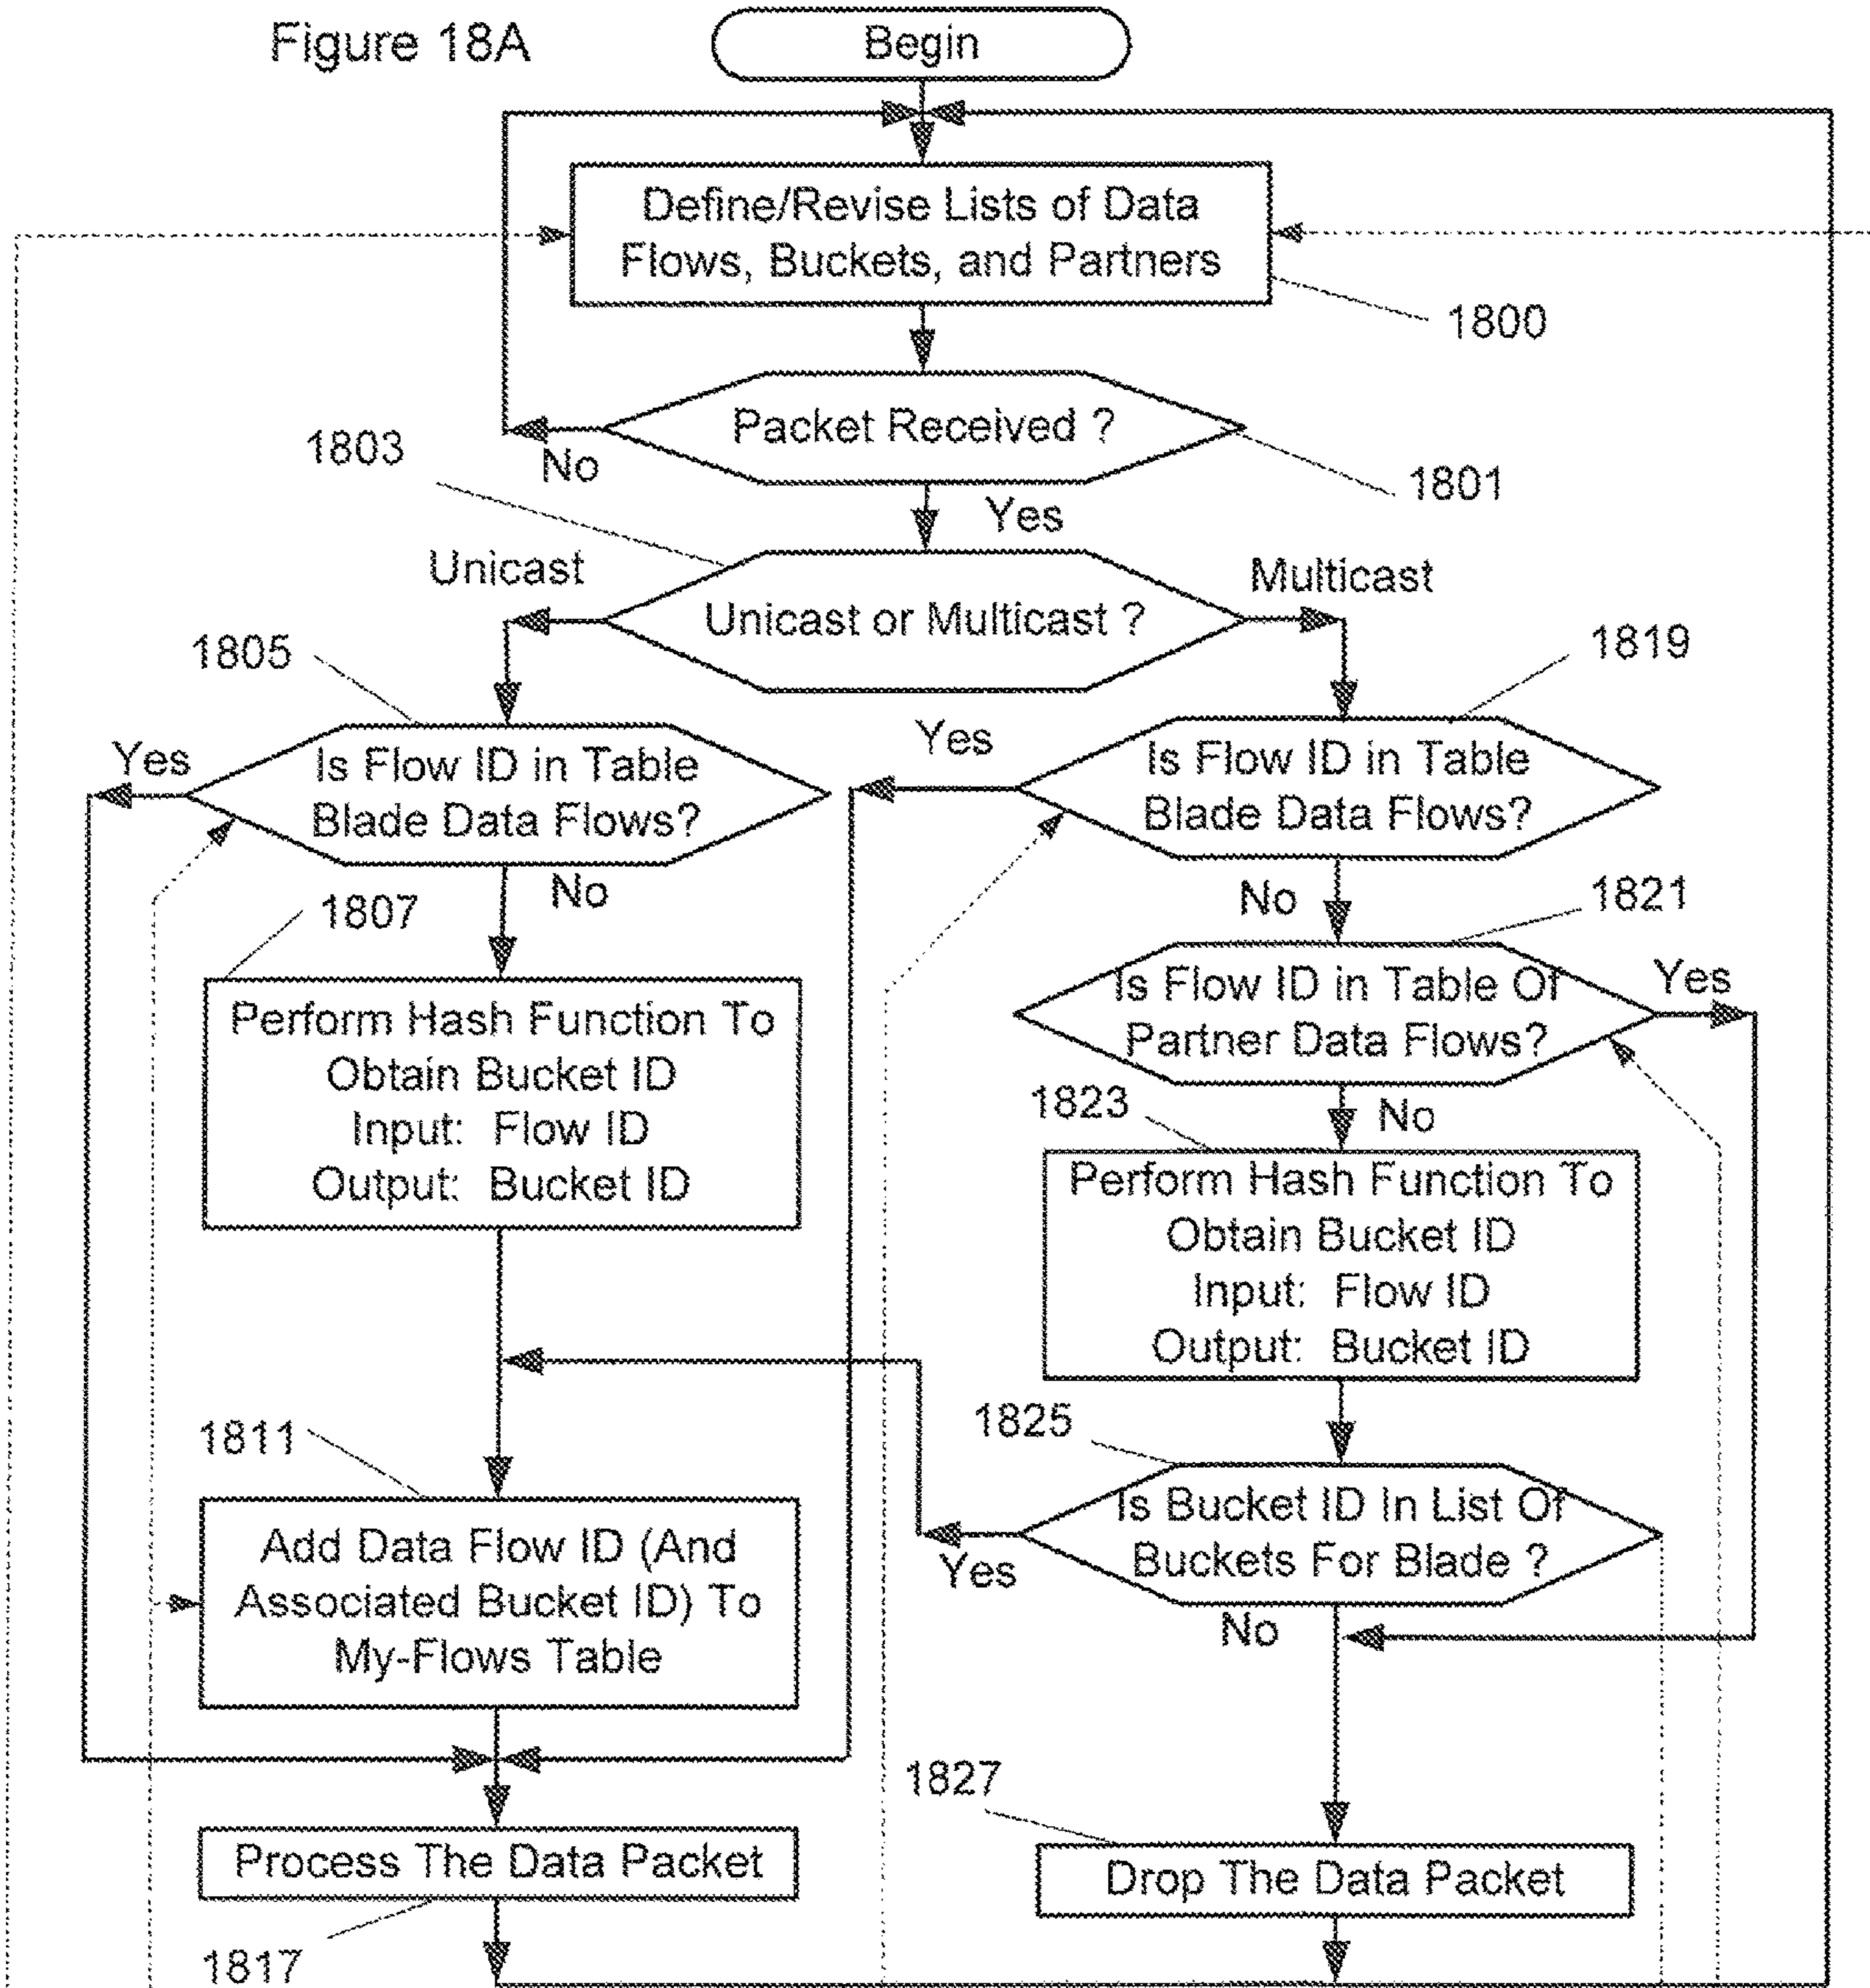 Figure 18A
Begin
Define/Revise Lists of Data
Flows, Buckets, and Partners
1800
Packet Received ?
1803
No
1801
Yes
Unicast
Multicast
Unicast or Multicast ?
1805
1819
Yes
Is Flow ID in Table
Blade Data Flows?
Yes
Is Flow ID in Table
Blade Data Flows?
No
1807
No
1821
Is Flow ID in Table Of
Partner Data Flows?
Yes
Perform Hash Function To
Obtain Bucket ID
Input: Flow ID
Output: Bucket ID
1823
No
Perform Hash Function To
Obtain Bucket ID
Input: Flow ID
Output: Bucket ID
1825
1811
Is Bucket ID In List Of
Buckets For Blade ?
Yes
No
Add Data Flow ID (And
Associated Bucket ID) To
My-Flows Table
1827
Process The Data Packet
Drop The Data Packet
1817